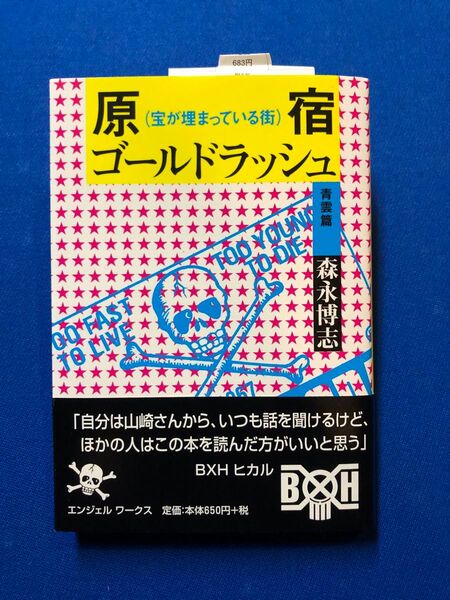 683円
原(宝が埋まっている街)宿
ゴールドラッシュ
青雲篇
森永博志
TOO YOUNG
TO DIE
TOO FAST
TO LIVE
「自分は山崎さんから、いつも話を聞けるけど、
ほかの人はこの本を読んだ方がいいと思う」
BXH ヒカル
BXH
エンジェル ワークス 定価:本体650円+税